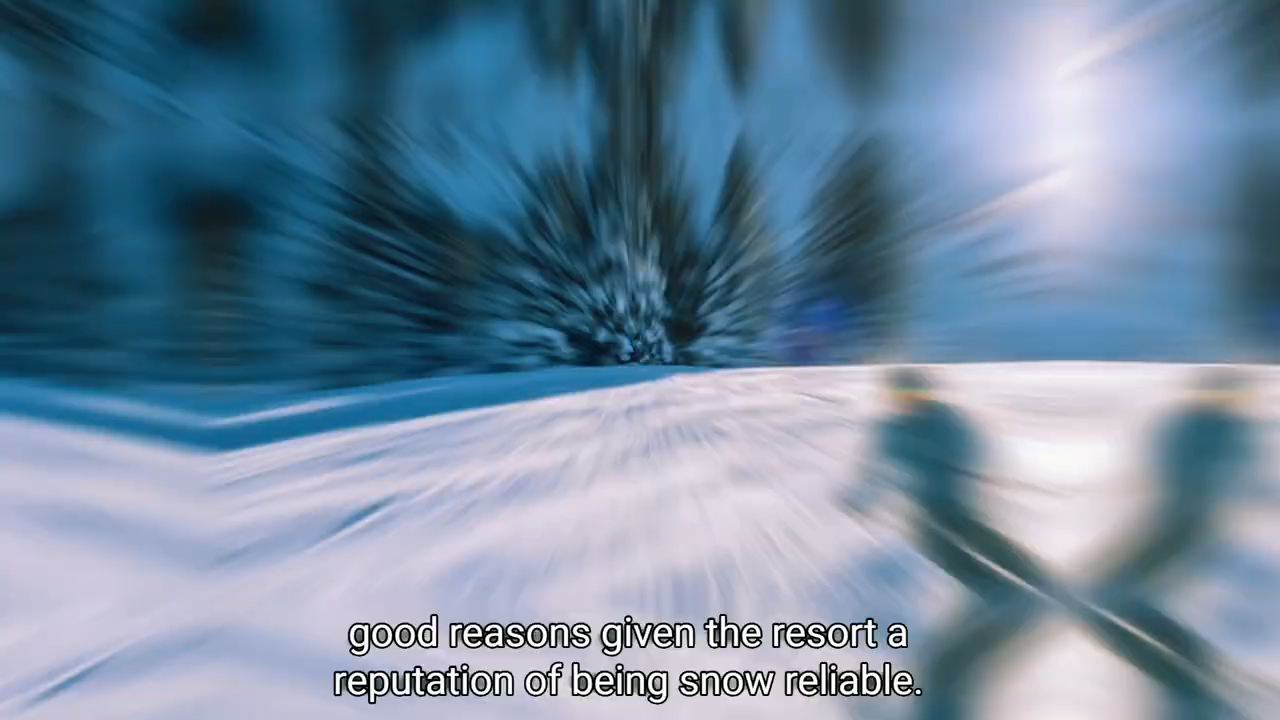 good reasons given the resort a
reputation of being snow reliable.